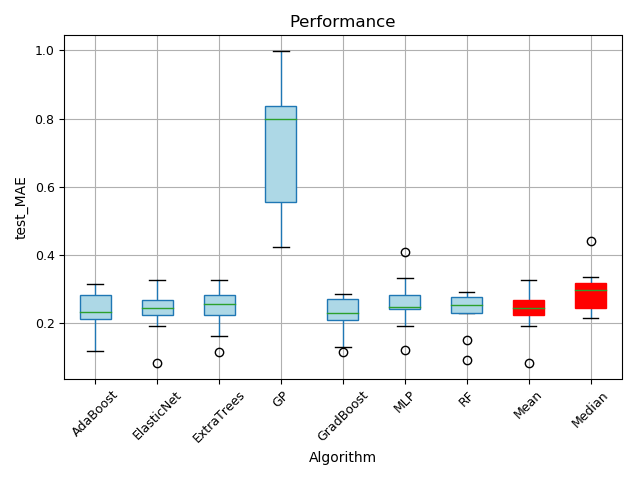 Performance
test_MAE
1.0
0.8
0.6
0.4
0.2
AdaBoost
ElasticNet
ExtraTrees
GP
GradBoost
MLP
RF
Mean
Median
Algorithm